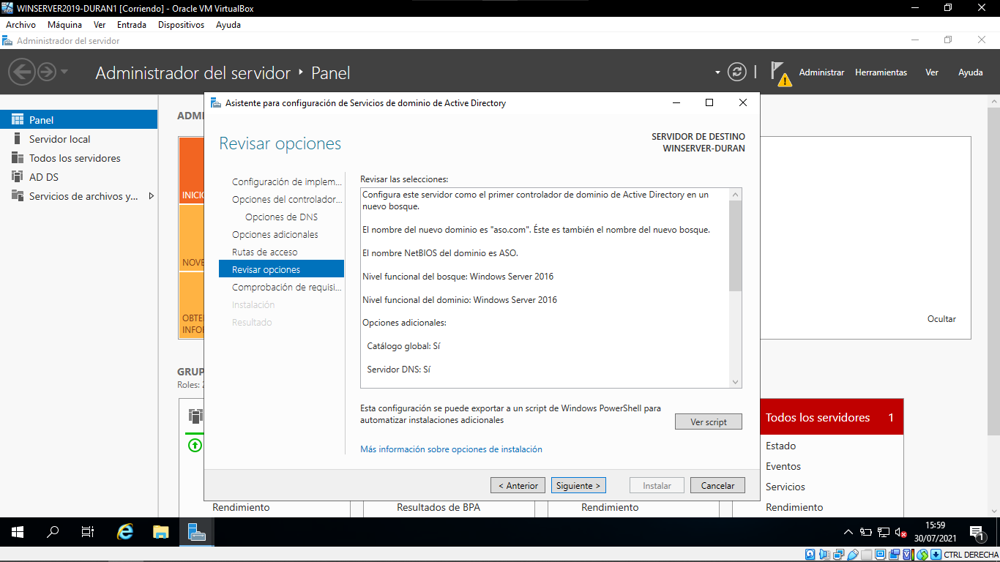 WINSERVER2019-DURAN1 [Corriendo] - Oracle VM VirtualBox
Archivo Máquina Ver Entrada Dispositivos Ayuda
Administrador del servidor
Administrador del servidor ‣ Panel
Administrar Herramientas Ver Ayuda
Panel
Servidor local
Todos los servidores
AD DS
Servicios de archivos y...
ADMI
INICIO
NOVE
OBTE
INFOR
Ocultar
GRUP
Roles: 2
Asistente para configuración de Servicios de dominio de Active Directory
Revisar opciones
SERVIDOR DE DESTINO
WINSERVER-DURAN
Configuración de implem...
Opciones del controlador...
Opciones de DNS
Opciones adicionales
Rutas de acceso
Revisar opciones
Comprobación de requisi...
Instalación
Resultado
Revisar las selecciones:
Configura este servidor como el primer controlador de dominio de Active Directory en un
nuevo bosque.
El nombre del nuevo dominio es "aso.com". Éste es también el nombre del nuevo bosque.
El nombre NetBIOS del dominio es ASO.
Nivel funcional del bosque: Windows Server 2016
Nivel funcional del dominio: Windows Server 2016
Opciones adicionales:
Catálogo global: Sí
Servidor DNS: Sí
Esta configuración se puede exportar a un script de Windows PowerShell para
automatizar instalaciones adicionales
Ver script
Más información sobre opciones de instalación
< Anterior Siguiente > Instalar Cancelar
Todos los servidores 1
Estado
Eventos
Servicios
Rendimiento
Rendimiento Resultados de BPA Rendimiento
15:59
30/07/2021
1
CTRL DERECHA